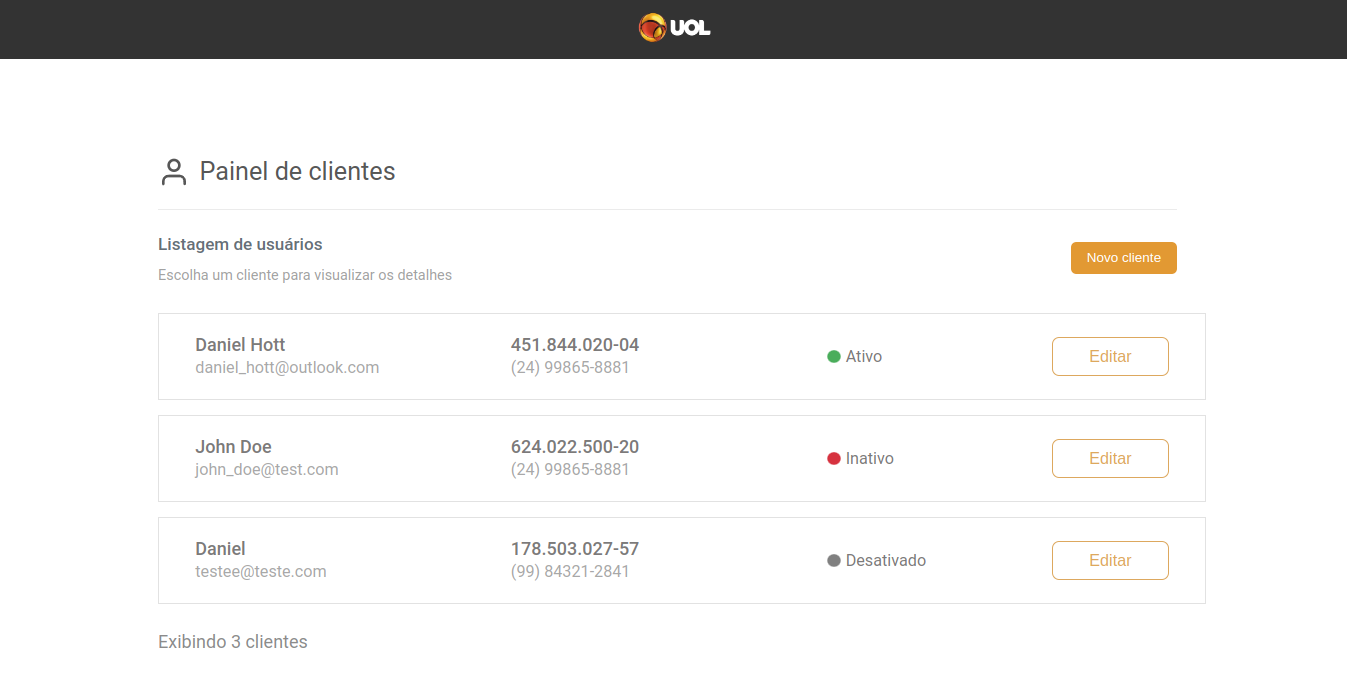 UOL
Painel de clientes
Listagem de usuários
Escolha um cliente para visualizar os detalhes
Novo cliente
Daniel Hott
daniel_hott@outlook.com
451.844.020-04
(24) 99865-8881
Ativo
Editar
John Doe
john_doe@test.com
624.022.500-20
(24) 99865-8881
Inativo
Editar
Daniel
testee@teste.com
178.503.027-57
(99) 84321-2841
Desativado
Editar
Exibindo 3 clientes